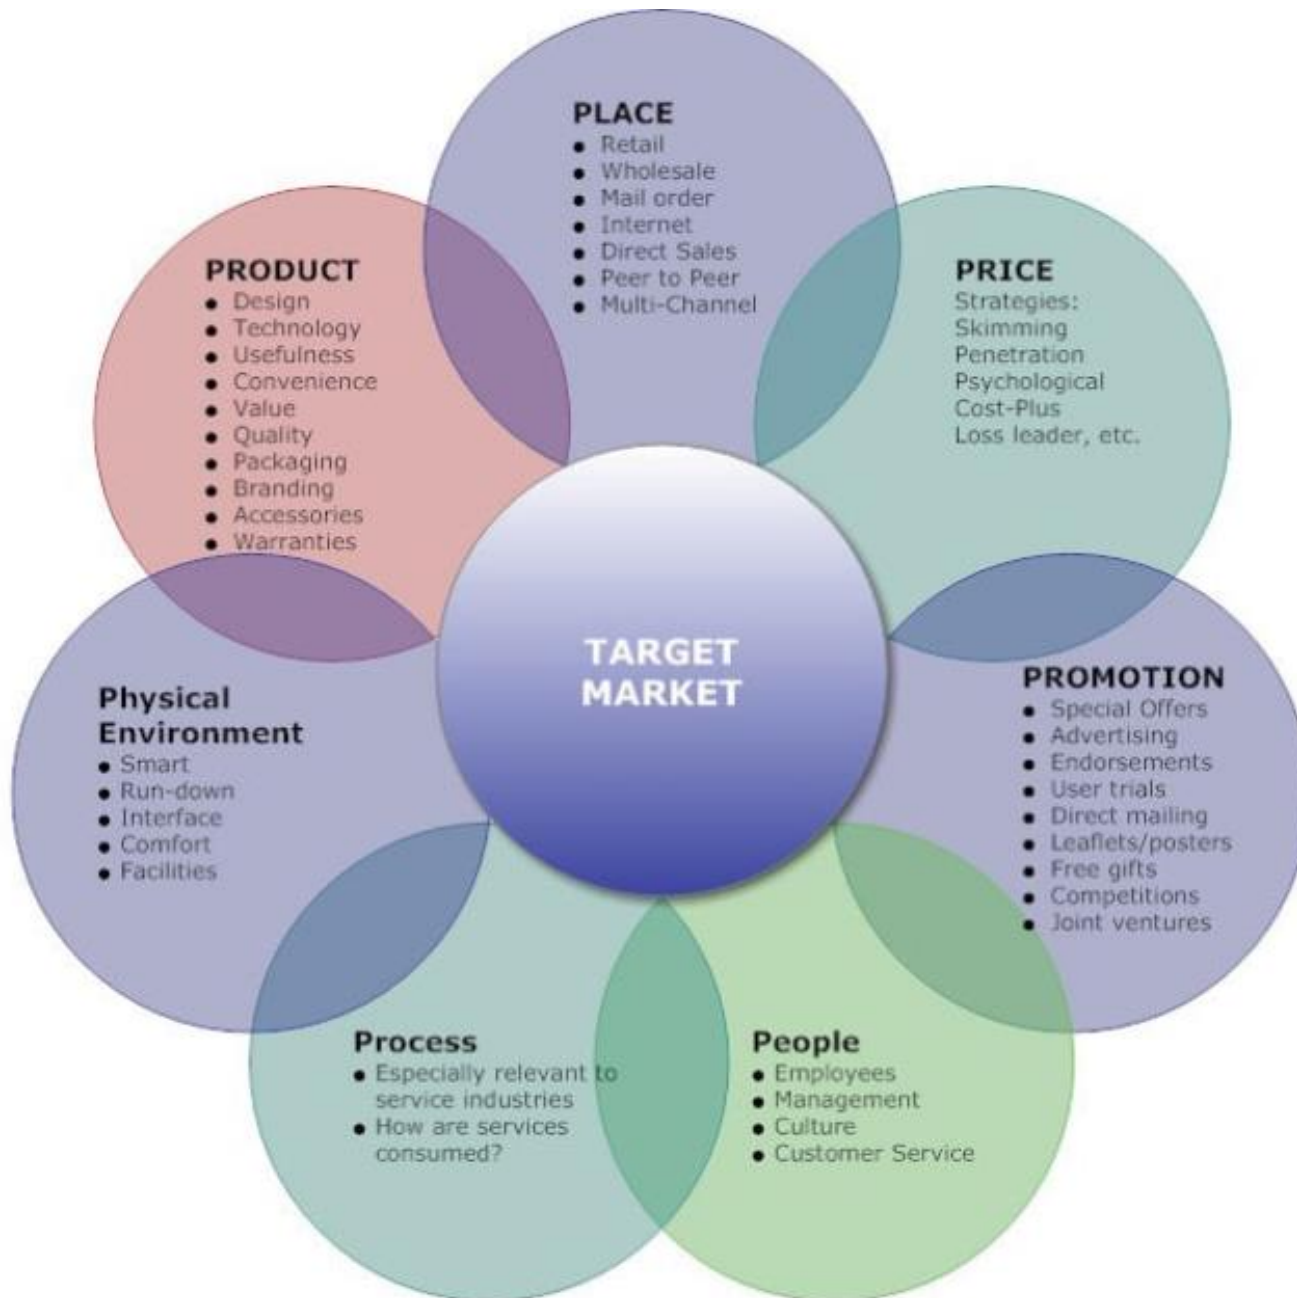 PLACE
● Retail
● Wholesale
● Mail order
● Internet
● Direct Sales
● Peer to Peer
● Multi-Channel
PRODUCT
● Design
● Technology
● Usefulness
● Convenience
● Value
● Quality
● Packaging
● Branding
● Accessories
● Warranties
PRICE
Strategies:
Skimming
Penetration
Psychological
Cost-Plus
Loss leader, etc.
TARGET
MARKET
Physical
Environment
● Smart
● Run-down
● Interface
● Comfort
● Facilities
PROMOTION
● Special Offers
● Advertising
● Endorsements
● User trials
● Direct mailing
● Leaflets/posters
● Free gifts
● Competitions
● Joint ventures
Process
● Especially relevant to
service industries
● How are services
consumed?
People
● Employees
● Management
● Culture
● Customer Service